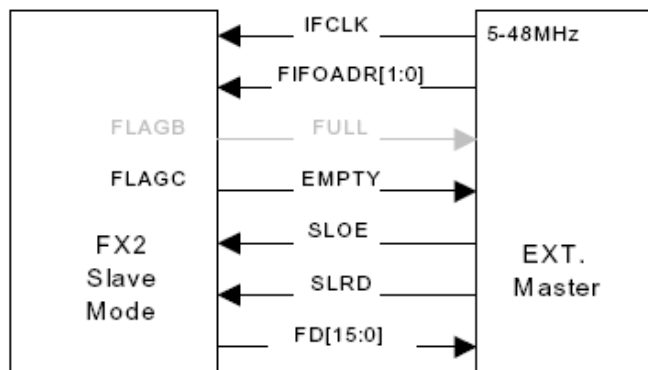 IFCLK
5-48MHz
FIFOADR[1:0]
FLAGB
FULL
FLAGC
EMPTY
SLOE
FX2
Slave
Mode
EXT.
Master
SLRD
FD[15:0]